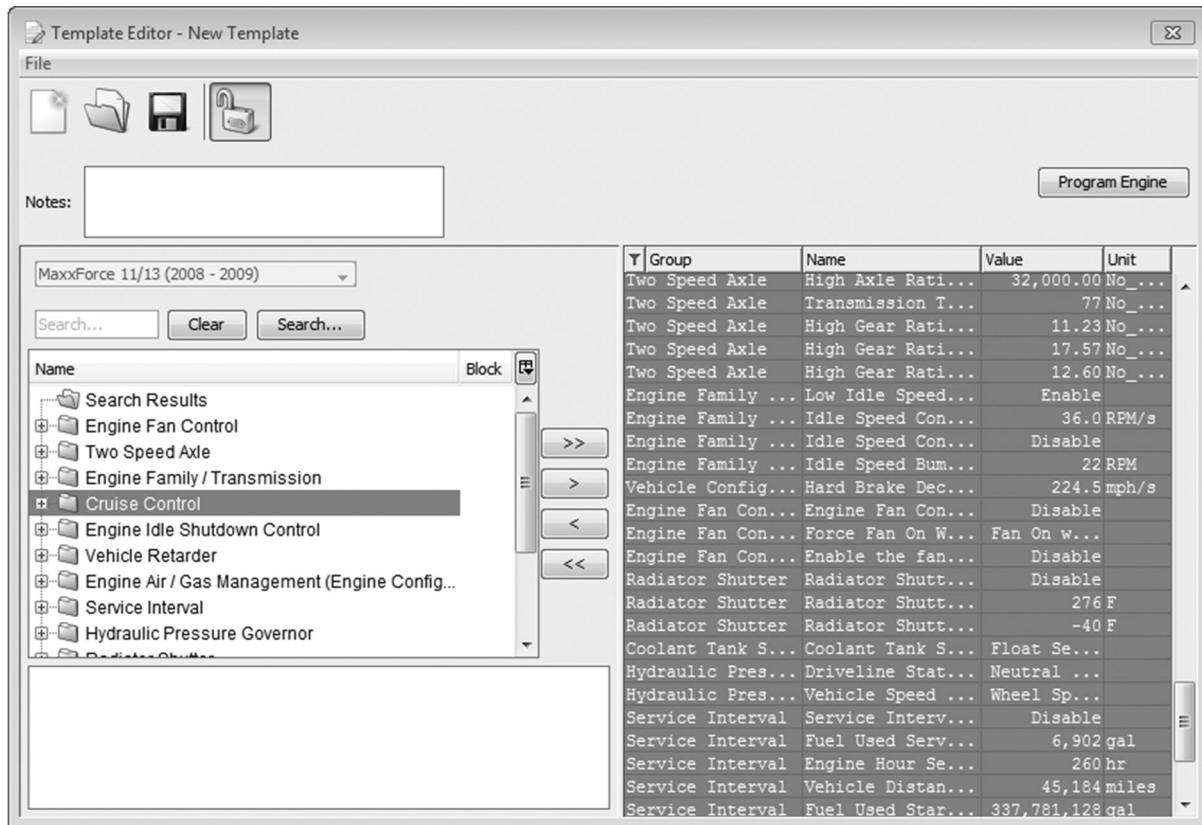 Template Editor - New Template
File
Notes:
Program Engine
MaxxForce 11/13 (2008 - 2009)
Search...
Clear
Search...
Name Block
Search Results
Engine Fan Control
Two Speed Axle
Engine Family / Transmission
Cruise Control
Engine Idle Shutdown Control
Vehicle Retarder
Engine Air / Gas Management (Engine Config...
Service Interval
Hydraulic Pressure Governor
Radiator Shutter
>>
>
<
<<
Group Name Value Unit
Two Speed Axle High Axle Rati... 32,000.00 No_...
Two Speed Axle Transmission T... 77 No_...
Two Speed Axle High Gear Rati... 11.23 No_...
Two Speed Axle High Gear Rati... 17.57 No_...
Two Speed Axle High Gear Rati... 12.60 No_...
Engine Family ... Low Idle Speed... Enable
Engine Family ... Idle Speed Con... 36.0 RPM/s
Engine Family ... Idle Speed Con... Disable
Engine Family ... Idle Speed Bum... 22 RPM
Vehicle Config... Hard Brake Dec... 224.5 mph/s
Engine Fan Con... Engine Fan Con... Disable
Engine Fan Con... Force Fan On W... Fan On w...
Engine Fan Con... Enable the fan... Disable
Radiator Shutter Radiator Shutt... Disable
Radiator Shutter Radiator Shutt... 276 F
Radiator Shutter Radiator Shutt... -40 F
Coolant Tank S... Coolant Tank S... Float Se...
Hydraulic Pres... Driveline Stat... Neutral ...
Hydraulic Pres... Vehicle Speed ... Wheel Sp...
Service Interval Service Interv... Disable
Service Interval Fuel Used Serv... 6,902 gal
Service Interval Engine Hour Se... 260 hr
Service Interval Vehicle Distan... 45,184 miles
Service Interval Fuel Used Star... 337,781,128 gal